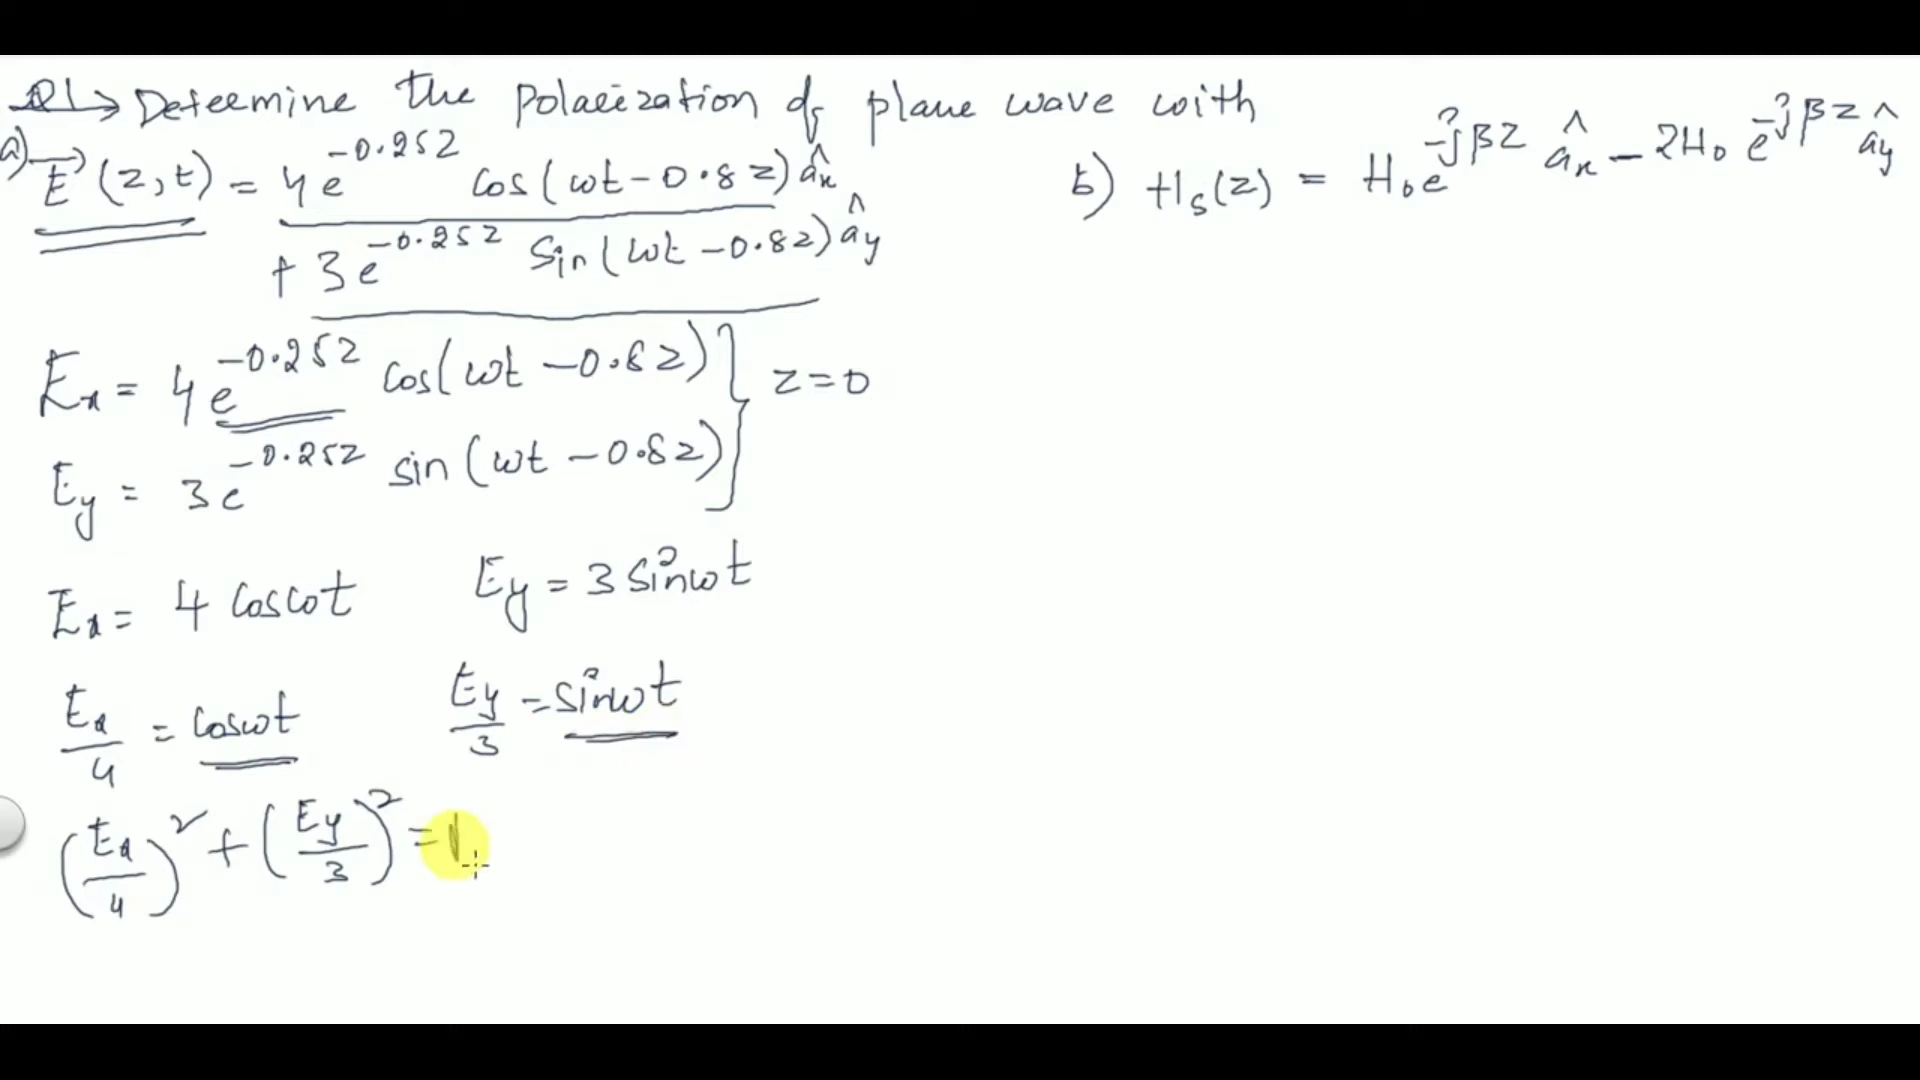 Q1→ Determine the Polarization of plane wave with
a) E⃗(z,t) = 4e^{-0.25z} cos(ωt-0.8z) âx
+ 3e^{-0.25z} Sin(ωt-0.8z) ây
Ex = 4e^{-0.25z} cos(ωt-0.8z) } z=0
Ey = 3e^{-0.25z} sin(ωt-0.8z)
Ex = 4 cosωt Ey = 3 sinωt
Ex/4 = cosωt Ey/3 = sinωt
(Ex/4)² + (Ey/3)² = 1
b) Hs(z) = H₀e^{-jβz} âx - 2H₀ e^{-jβz} ây